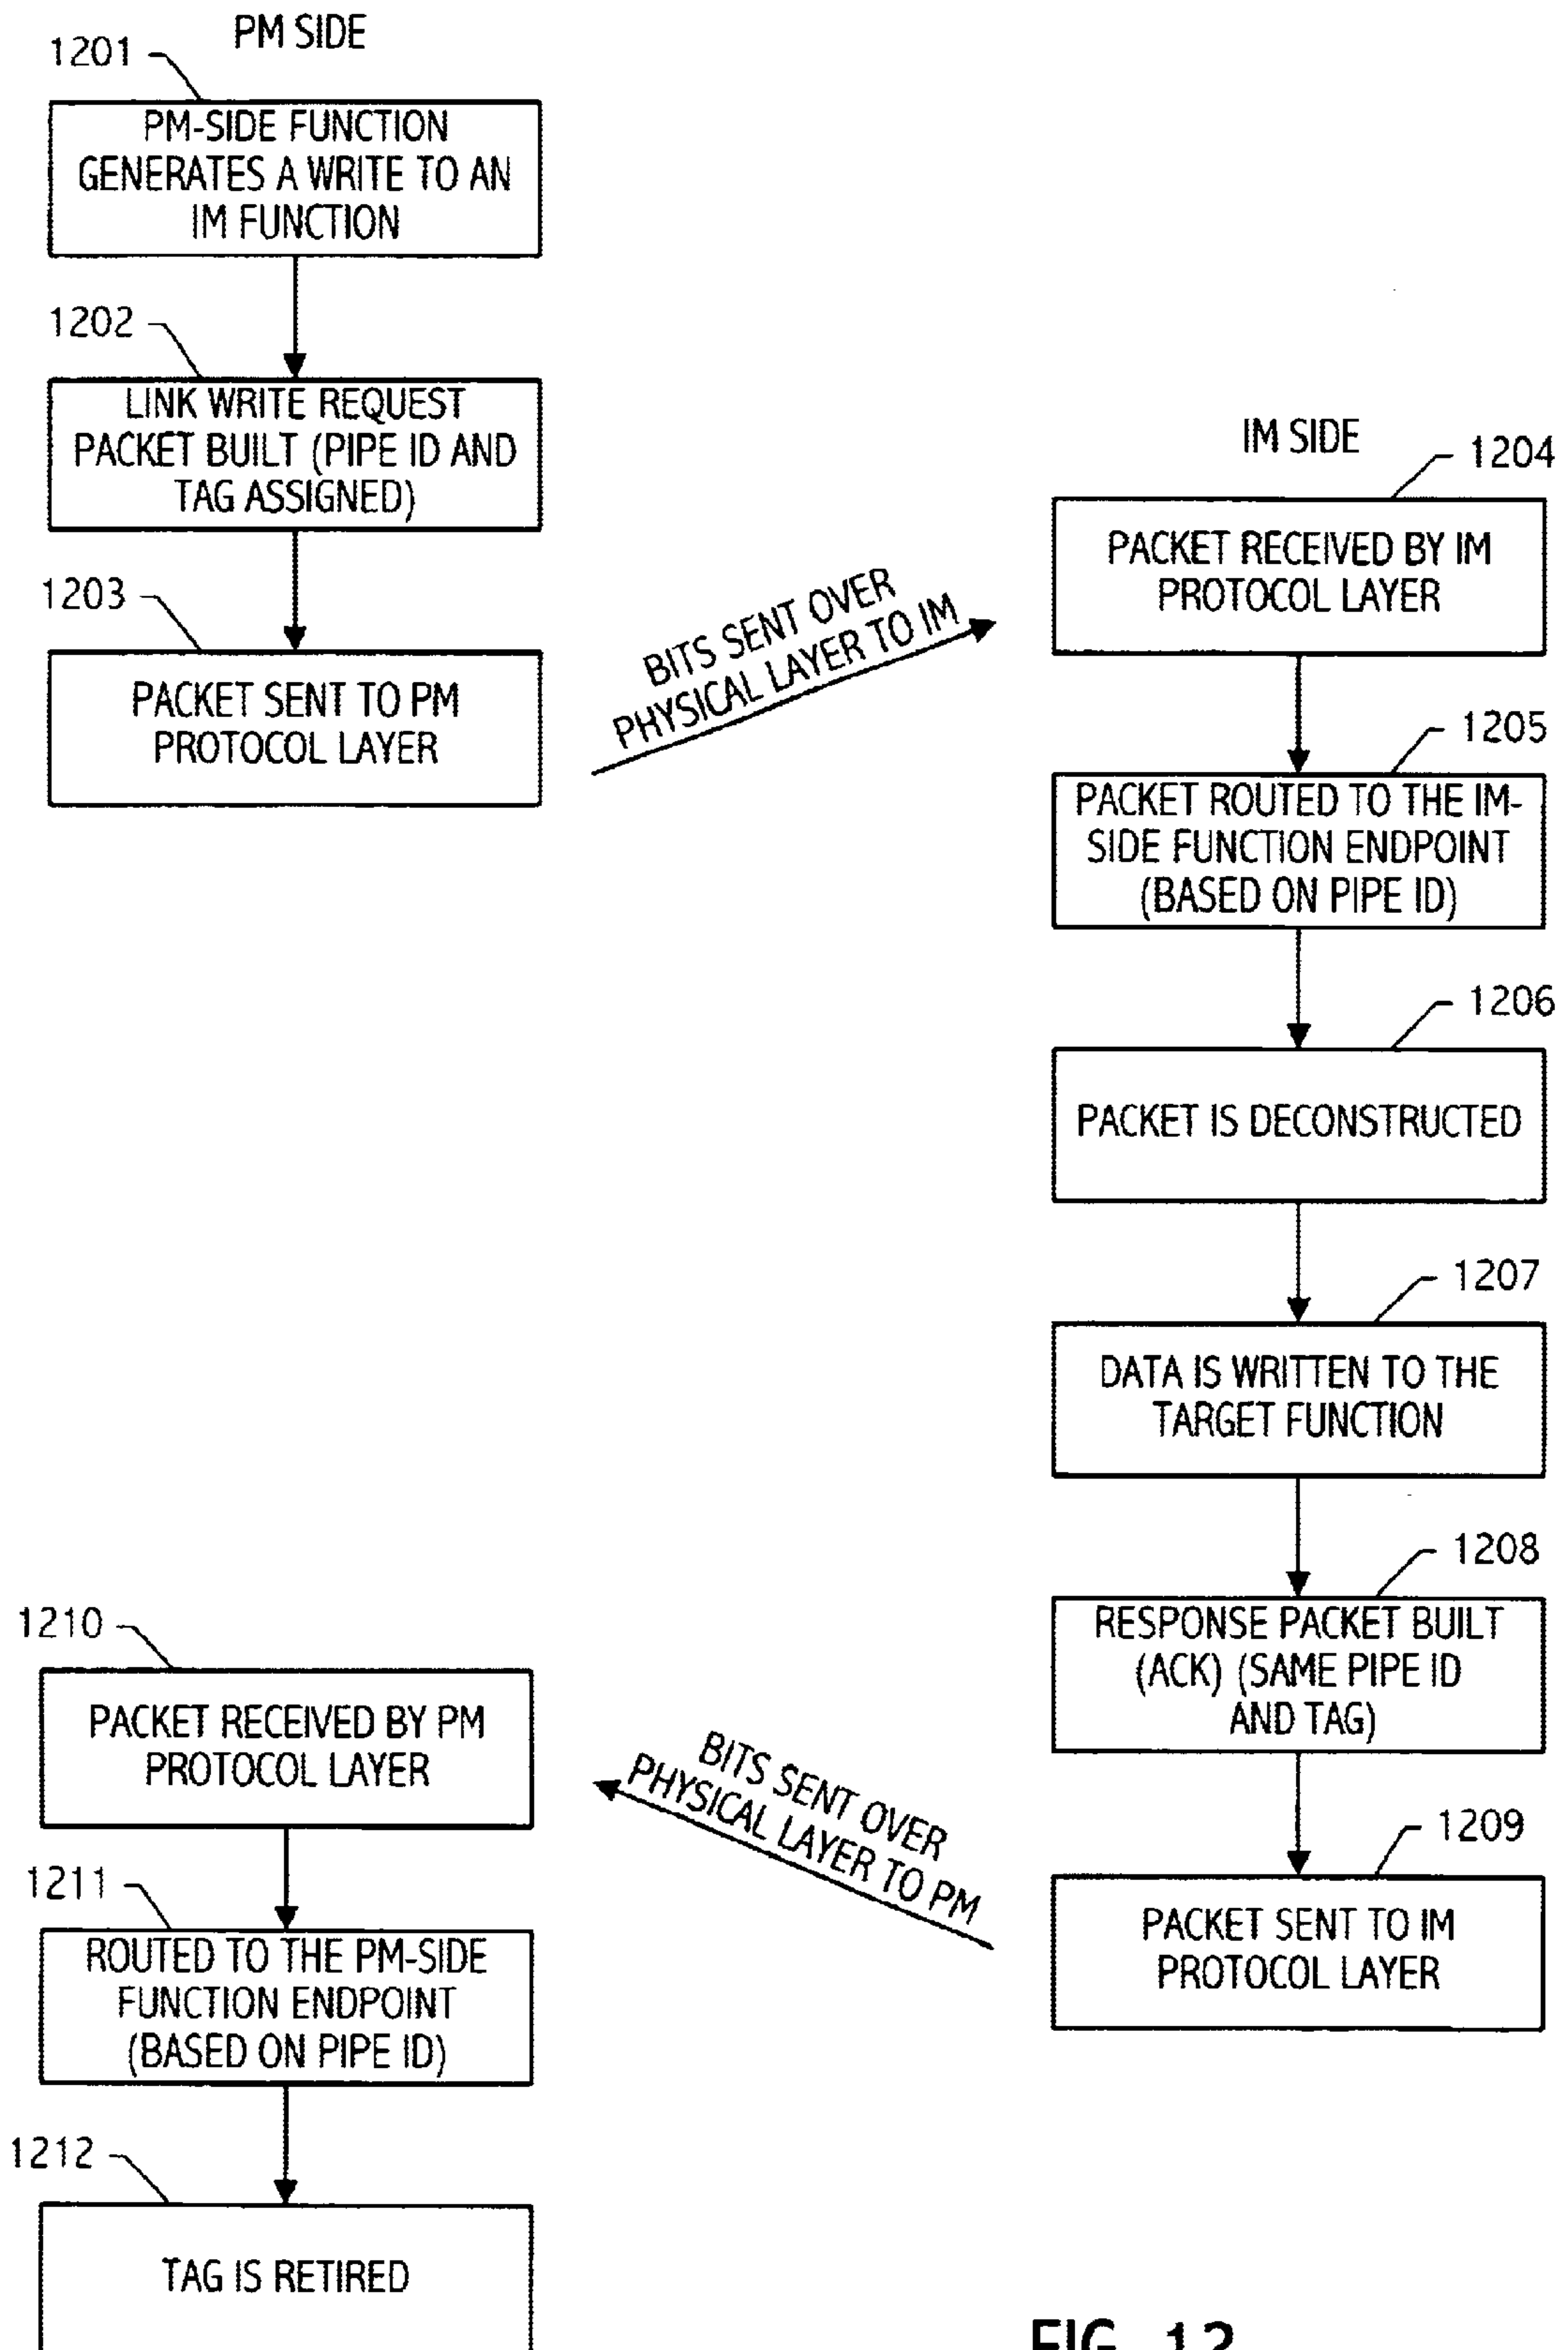 PM SIDE
1201
PM-SIDE FUNCTION
GENERATES A WRITE TO AN
IM FUNCTION
1202
LINK WRITE REQUEST
PACKET BUILT (PIPE ID AND
TAG ASSIGNED)
1203
PACKET SENT TO PM
PROTOCOL LAYER
BITS SENT OVER
PHYSICAL LAYER TO IM
IM SIDE
1204
PACKET RECEIVED BY IM
PROTOCOL LAYER
1205
PACKET ROUTED TO THE IM-
SIDE FUNCTION ENDPOINT
(BASED ON PIPE ID)
1206
PACKET IS DECONSTRUCTED
1207
DATA IS WRITTEN TO THE
TARGET FUNCTION
1208
RESPONSE PACKET BUILT
(ACK) (SAME PIPE ID
AND TAG)
1209
PACKET SENT TO IM
PROTOCOL LAYER
BITS SENT OVER
PHYSICAL LAYER TO PM
1210
PACKET RECEIVED BY PM
PROTOCOL LAYER
1211
ROUTED TO THE PM-SIDE
FUNCTION ENDPOINT
(BASED ON PIPE ID)
1212
TAG IS RETIRED
FIG. 12